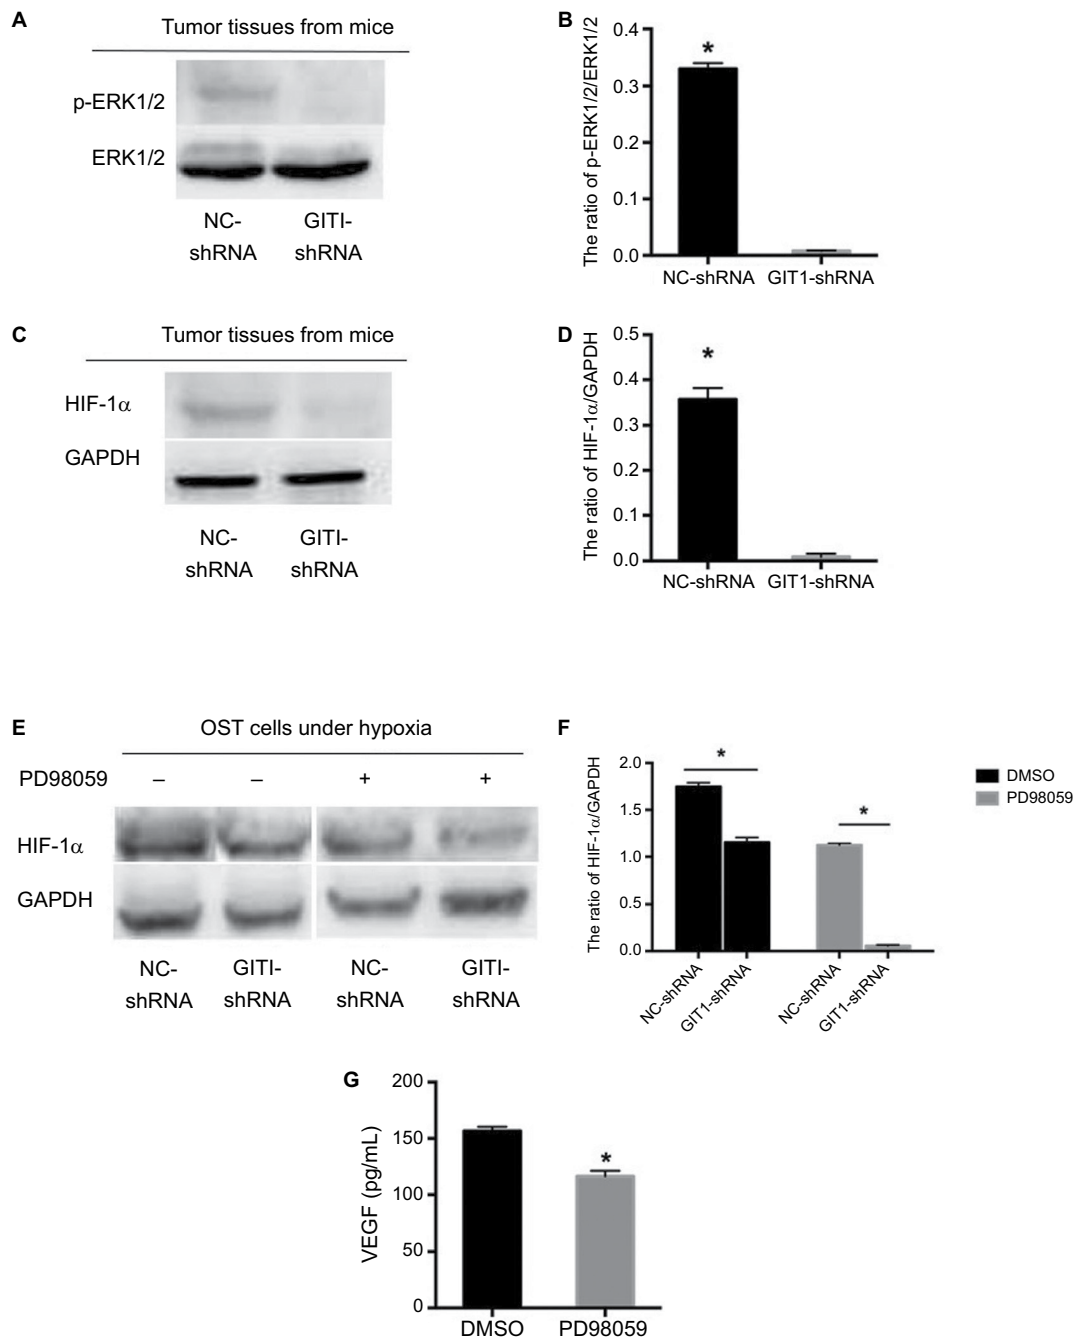 A
Tumor tissues from mice
p-ERK1/2
ERK1/2
NC-
shRNA
GITI-
shRNA
B
The ratio of p-ERK1/2/ERK1/2
0.4
0.3
0.2
0.1
0.0
*
NC-shRNA GIT1-shRNA
C
Tumor tissues from mice
HIF-1α
GAPDH
NC-
shRNA
GITI-
shRNA
D
The ratio of HIF-1α/GAPDH
0.5
0.4
0.3
0.2
0.1
0.0
*
NC-shRNA GIT1-shRNA
E
OST cells under hypoxia
PD98059 – – + +
HIF-1α
GAPDH
NC-
shRNA
GITI-
shRNA
NC-
shRNA
GITI-
shRNA
F
The ratio of HIF-1α/GAPDH
2.0
1.5
1.0
0.5
0.0
*
*
NC-shRNA
GIT1-shRNA
NC-shRNA
GIT1-shRNA
DMSO
PD98059
G
VEGF (pg/mL)
200
150
100
50
0
*
DMSO PD98059